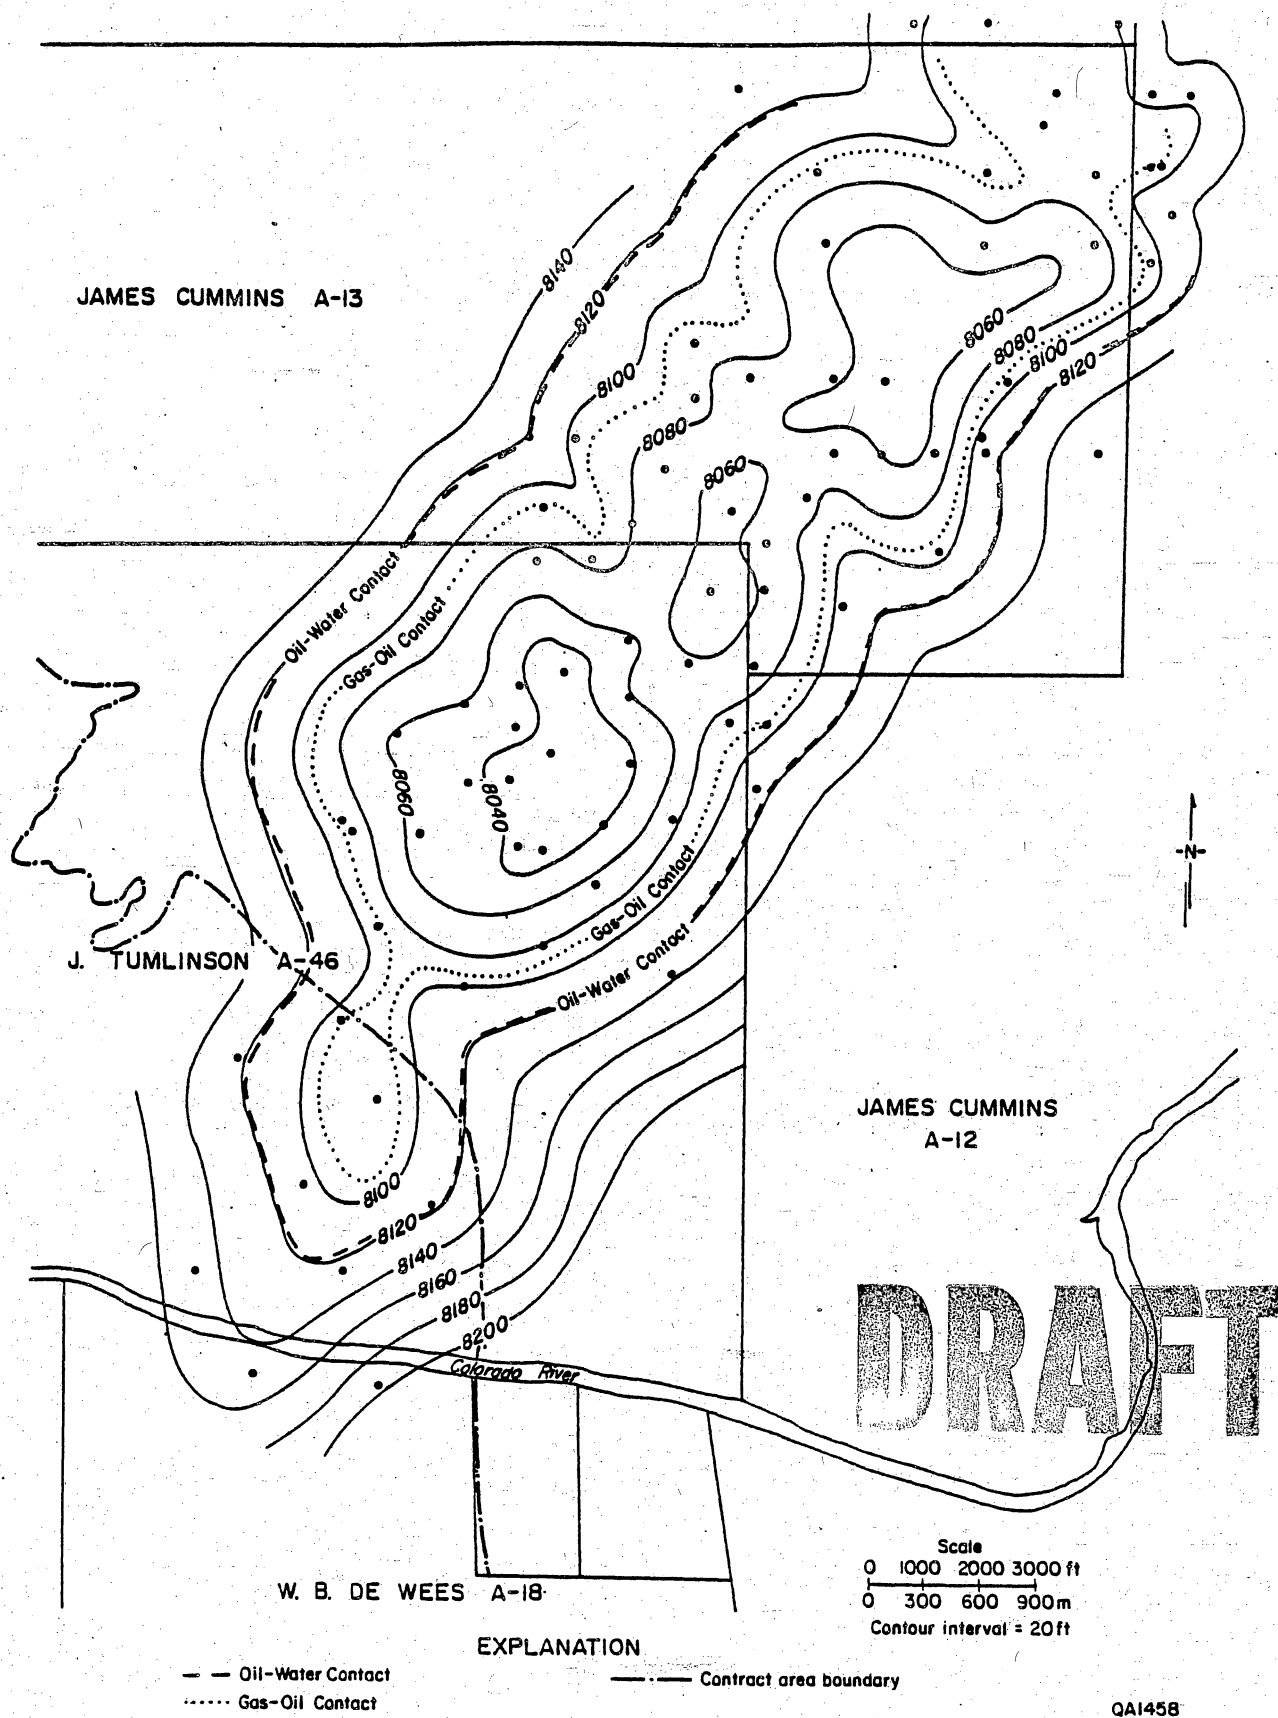 JAMES CUMMINS A-13
8140
8120
8100
8080
8060
8060
8080
8100
8120
Oil-Water Contact
Gas-Oil Contact
8060
8040
Gas-Oil Contact
Oil-Water Contact
-N-
J. TUMLINSON A-46
JAMES CUMMINS
A-12
8100
8120
8140
8160
8180
8200
Colorado River
DRAFT
Scale
0 1000 2000 3000 ft
0 300 600 900m
Contour interval = 20 ft
W. B. DE WEES A-18
EXPLANATION
Oil-Water Contact
Contract area boundary
Gas-Oil Contact
QA1458